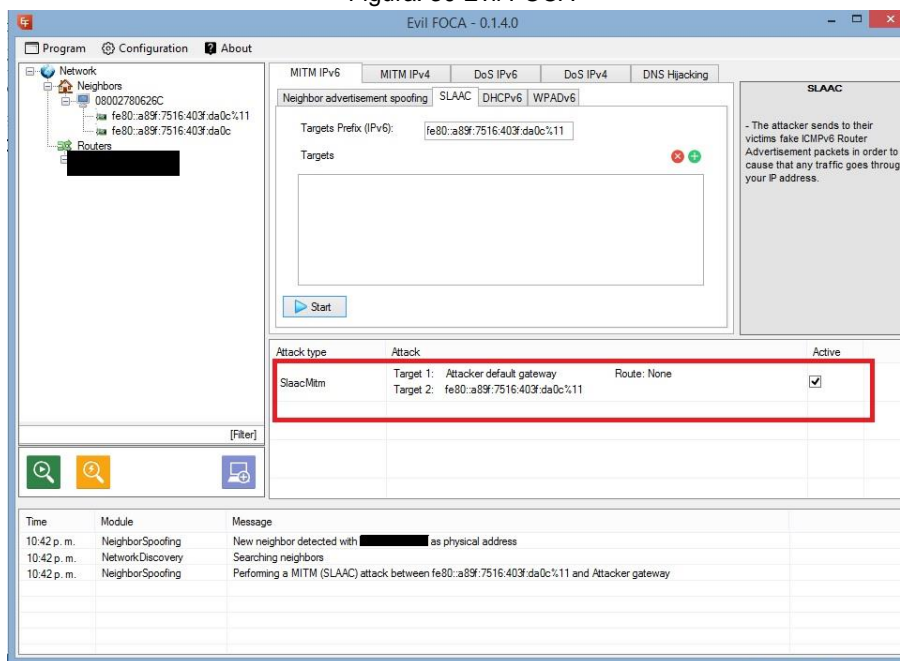 Evil FOCA - 0.1.4.0
Program Configuration About
Network
Neighbors
08002780626C
fe80::a89f:7516:403f:da0c%11
fe80::a89f:7516:403f:da0c
Routers
[Filter]
MITM IPv6 MITM IPv4 DoS IPv6 DoS IPv4 DNS Hijacking
Neighbor advertisement spoofing SLAAC DHCPv6 WPADv6
Targets Prefix (IPv6): fe80::a89f:7516:403f:da0c%11
Targets
Start
SLAAC
- The attacker sends to their
victims fake ICMPv6 Router
Advertisement packets in order to
cause that any traffic goes throug
your IP address.
Attack type Attack Active
SlaacMitm
Target 1: Attacker default gateway Route: None
Target 2: fe80::a89f:7516:403f:da0c%11
Time Module Message
10:42 p. m. NeighborSpoofing New neighbor detected with as physical address
10:42 p. m. NetworkDiscovery Searching neighbors
10:42 p. m. NeighborSpoofing Performing a MITM (SLAAC) attack between fe80::a89f:7516:403f:da0c%11 and Attacker gateway